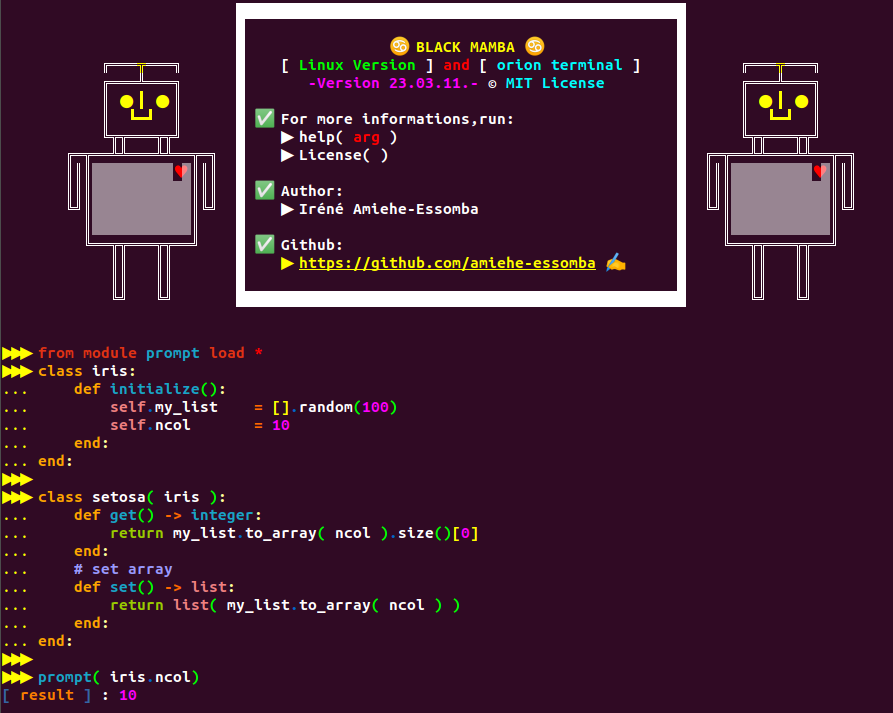 ♋ BLACK MAMBA ♋
[ Linux Version ] and [ orion terminal ]
-Version 23.03.11.- © MIT License
✅ For more informations,run:
▶ help( arg )
▶ License( )
✅ Author:
▶ Iréné Amiehe-Essomba
✅ Github:
▶ https://github.com/amiehe-essomba ✍
▶▶▶ from module prompt load *
▶▶▶ class iris:
...     def initialize():
...         self.my_list    = [].random(100)
...         self.ncol       = 10
...     end:
... end:
▶▶▶
▶▶▶ class setosa( iris ):
...     def get() -> integer:
...         return my_list.to_array( ncol ).size()[0]
...     end:
...     # set array
...     def set() -> list:
...         return list( my_list.to_array( ncol ) )
...     end:
... end:
▶▶▶
▶▶▶ prompt( iris.ncol)
[ result ] : 10